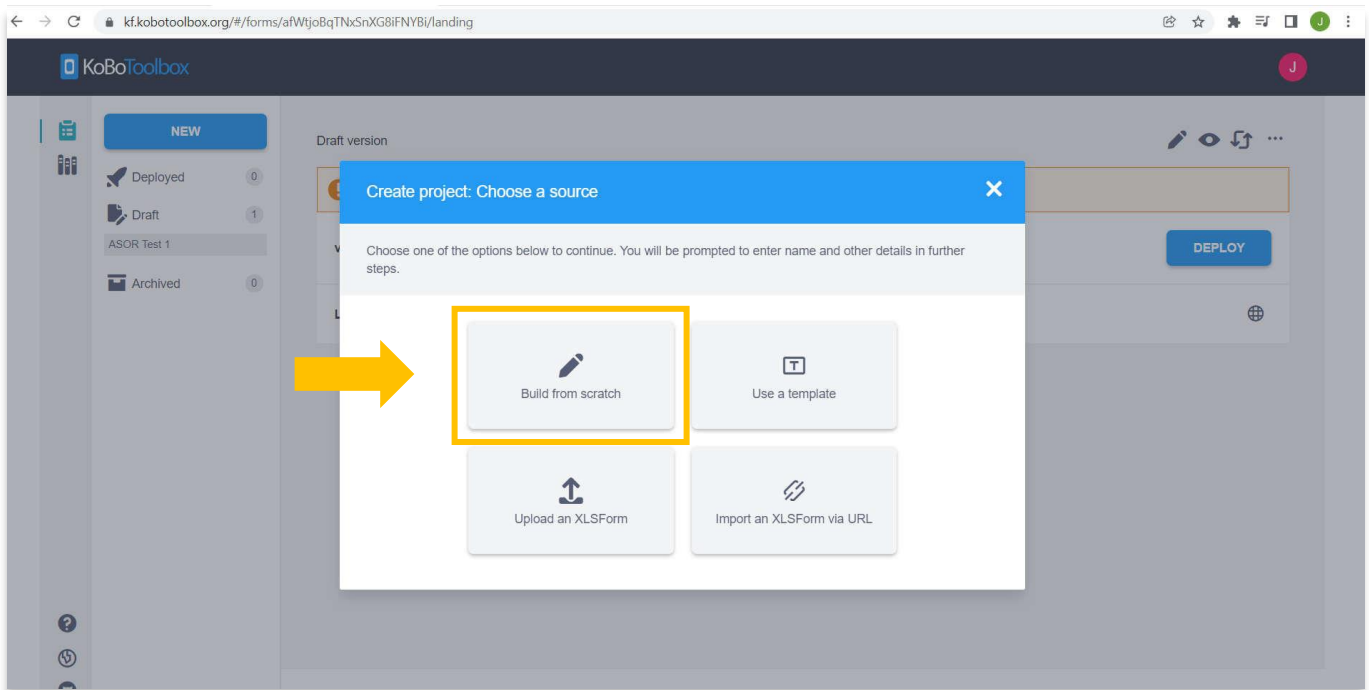 kf.kobotoolbox.org/#/forms/afWtjoBqTNxSnXG8iFNYBi/landing
J
KoBoToolbox
J
NEW
Deployed 0
Draft 1
ASOR Test 1
Archived 0
Draft version
Create project: Choose a source
Choose one of the options below to continue. You will be prompted to enter name and other details in further
steps.
DEPLOY
Build from scratch
T
Use a template
Upload an XLSForm
Import an XLSForm via URL